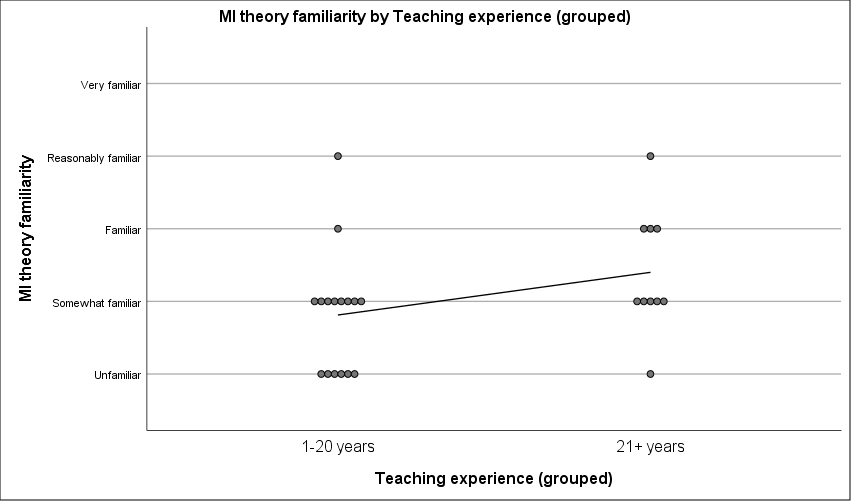 MI theory familiarity by Teaching experience (grouped)
MI theory familiarity
Very familiar
Reasonably familiar
Familiar
Somewhat familiar
Unfamiliar
1-20 years
21+ years
Teaching experience (grouped)